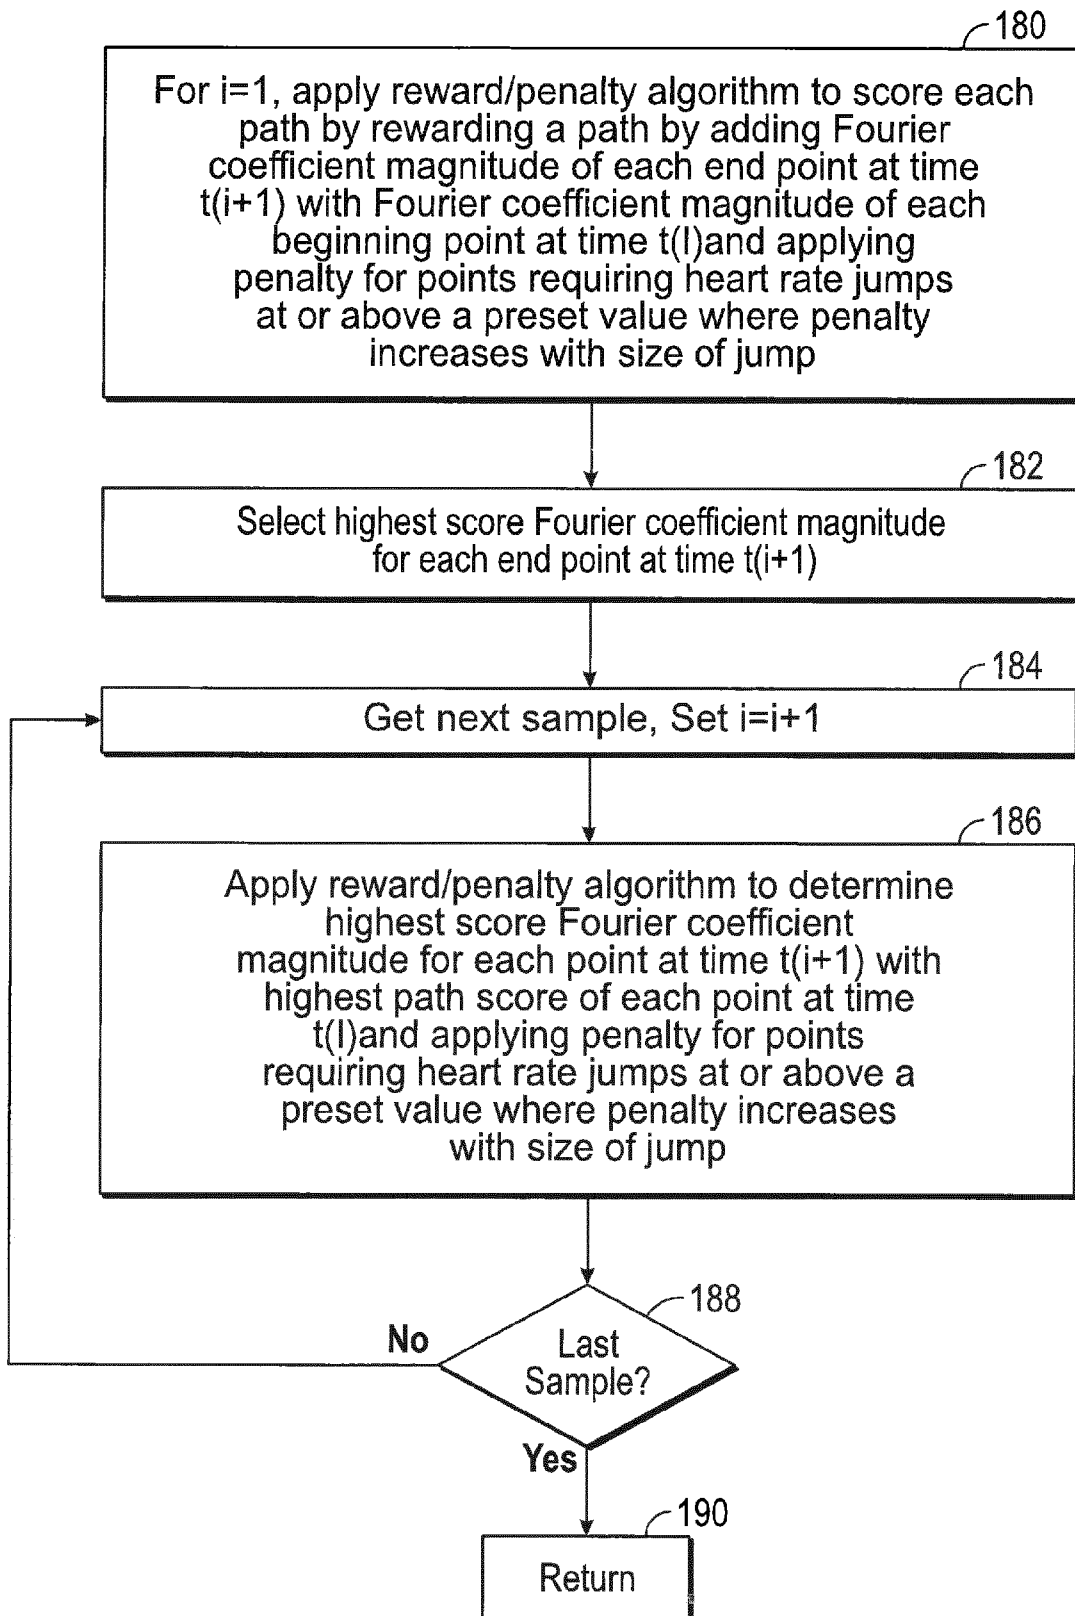 180
For i=1, apply reward/penalty algorithm to score each
path by rewarding a path by adding Fourier
coefficient magnitude of each end point at time
t(i+1) with Fourier coefficient magnitude of each
beginning point at time t(I)and applying
penalty for points requiring heart rate jumps
at or above a preset value where penalty
increases with size of jump
182
Select highest score Fourier coefficient magnitude
for each end point at time t(i+1)
184
Get next sample, Set i=i+1
186
Apply reward/penalty algorithm to determine
highest score Fourier coefficient
magnitude for each point at time t(i+1) with
highest path score of each point at time
t(I)and applying penalty for points
requiring heart rate jumps at or above a
preset value where penalty increases
with size of jump
188
No
Last
Sample?
Yes
190
Return